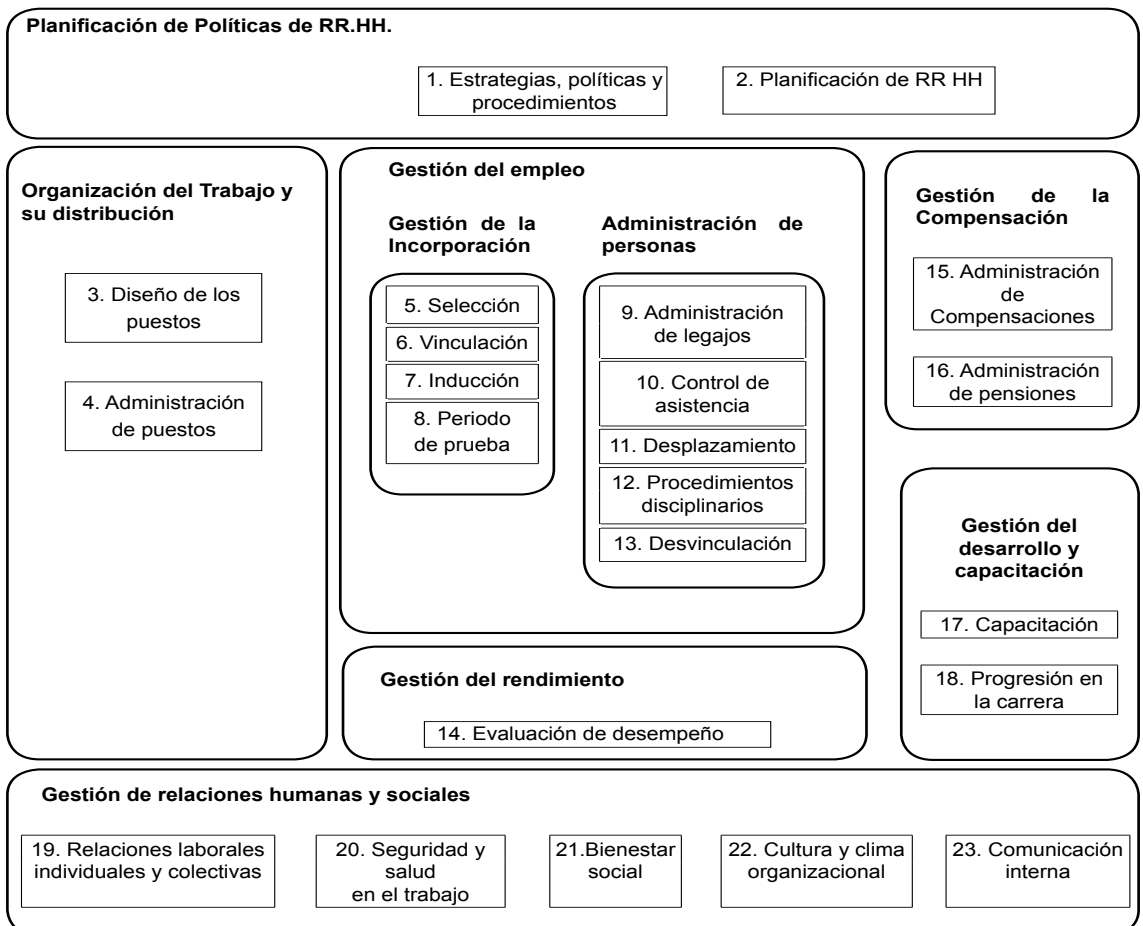 Planificación de Políticas de RR.HH.
1. Estrategias, políticas y
procedimientos
2. Planificación de RR HH
Organización del Trabajo y
su distribución
3. Diseño de los
puestos
4. Administración
de puestos
Gestión del empleo
Gestión de la
Incorporación
5. Selección
6. Vinculación
7. Inducción
8. Periodo
de prueba
Administración de
personas
9. Administración
de legajos
10. Control de
asistencia
11. Desplazamiento
12. Procedimientos
disciplinarios
13. Desvinculación
Gestión del rendimiento
14. Evaluación de desempeño
Gestión de la
Compensación
15. Administración
de
Compensaciones
16. Administración
de pensiones
Gestión del
desarrollo y
capacitación
17. Capacitación
18. Progresión en
la carrera
Gestión de relaciones humanas y sociales
19. Relaciones laborales
individuales y colectivas
20. Seguridad y
salud
en el trabajo
21.Bienestar
social
22. Cultura y clima
organizacional
23. Comunicación
interna